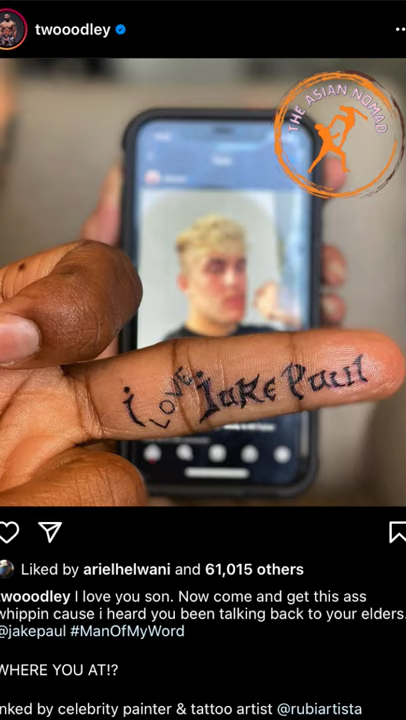 twooodley
THE ASIAN NOMAD
i LOVE Jake Paul
Liked by arielhelwani and 61,015 others
twooodley I love you son. Now come and get this ass
whippin cause i heard you been talking back to your elders.
@jakepaul #ManOfMyWord
WHERE YOU AT!?
nked by celebrity painter & tattoo artist @rubiartista